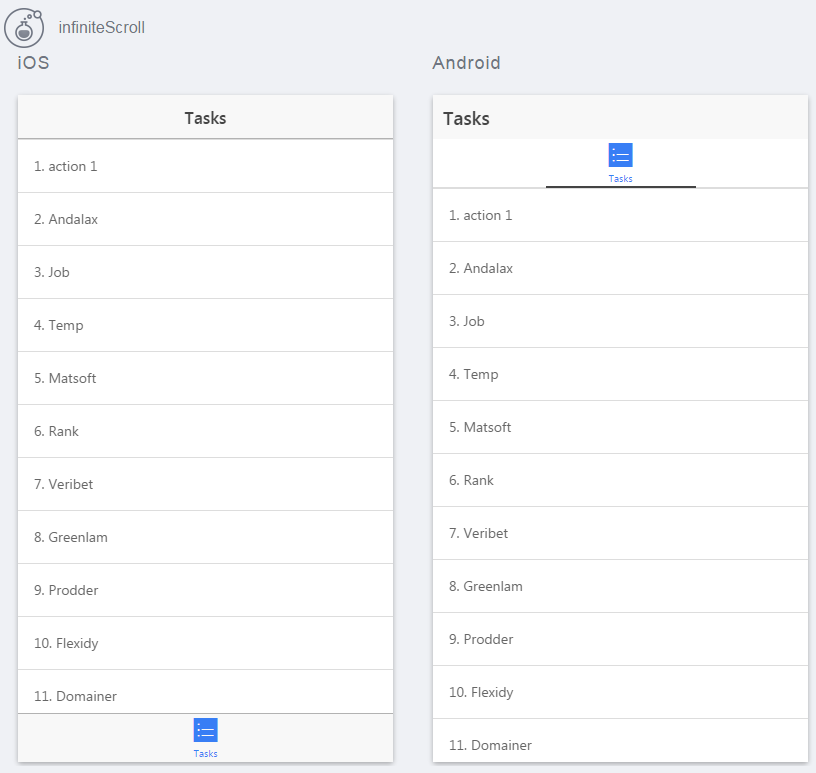 infiniteScroll
iOS
Tasks
1. action 1
2. Andalax
3. Job
4. Temp
5. Matsoft
6. Rank
7. Veribet
8. Greenlam
9. Prodder
10. Flexidy
11. Domainer
Tasks
Android
Tasks
Tasks
1. action 1
2. Andalax
3. Job
4. Temp
5. Matsoft
6. Rank
7. Veribet
8. Greenlam
9. Prodder
10. Flexidy
11. Domainer